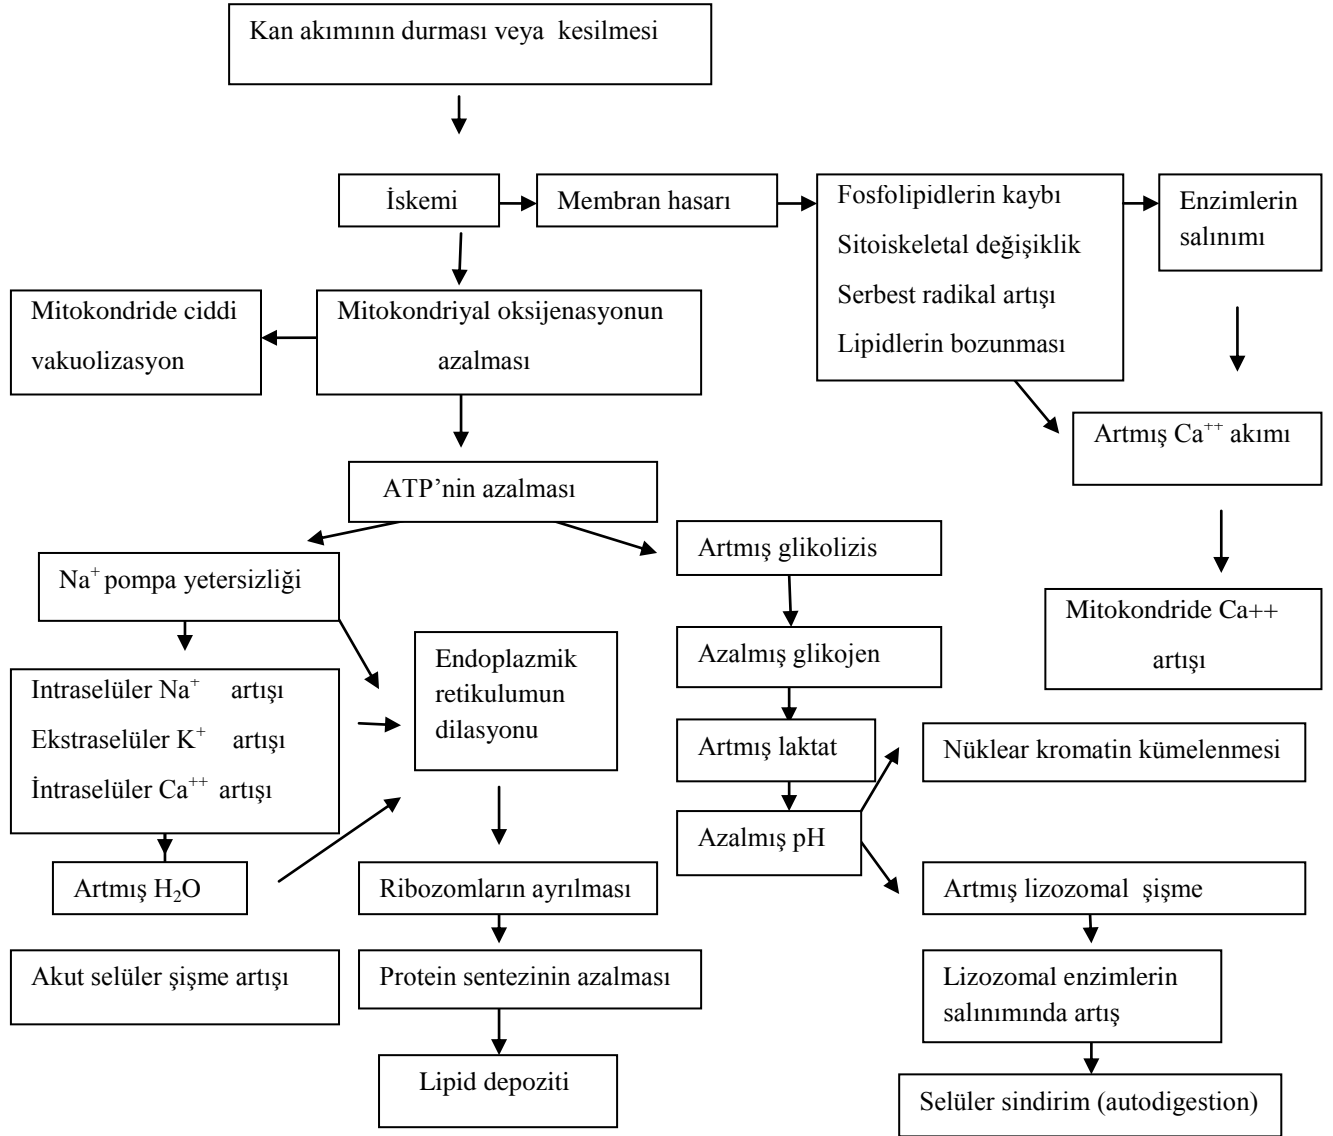 Kan akımının durması veya kesilmesi
İskemi
Membran hasarı
Fosfolipidlerin kaybı
Sitoiskeletal değişiklik
Serbest radikal artışı
Lipidlerin bozunması
Enzimlerin
salınımı
Mitokondride ciddi
vakuolizasyon
Mitokondriyal oksijenasyonun
azalması
Artmış Ca⁺⁺ akımı
ATP’nin azalması
Artmış glikolizis
Na⁺ pompa yetersizliği
Mitokondride Ca++
artışı
Azalmış glikojen
Endoplazmik
retikulumun
dilasyonu
Intraselüler Na⁺ artışı
Ekstraselüler K⁺ artışı
İntraselüler Ca⁺⁺ artışı
Artmış laktat
Nüklear kromatin kümelenmesi
Azalmış pH
Artmış H₂O
Ribozomların ayrılması
Artmış lizozomal şişme
Akut selüler şişme artışı
Protein sentezinin azalması
Lizozomal enzimlerin
salınımında artış
Lipid depoziti
Selüler sindirim (autodigestion)